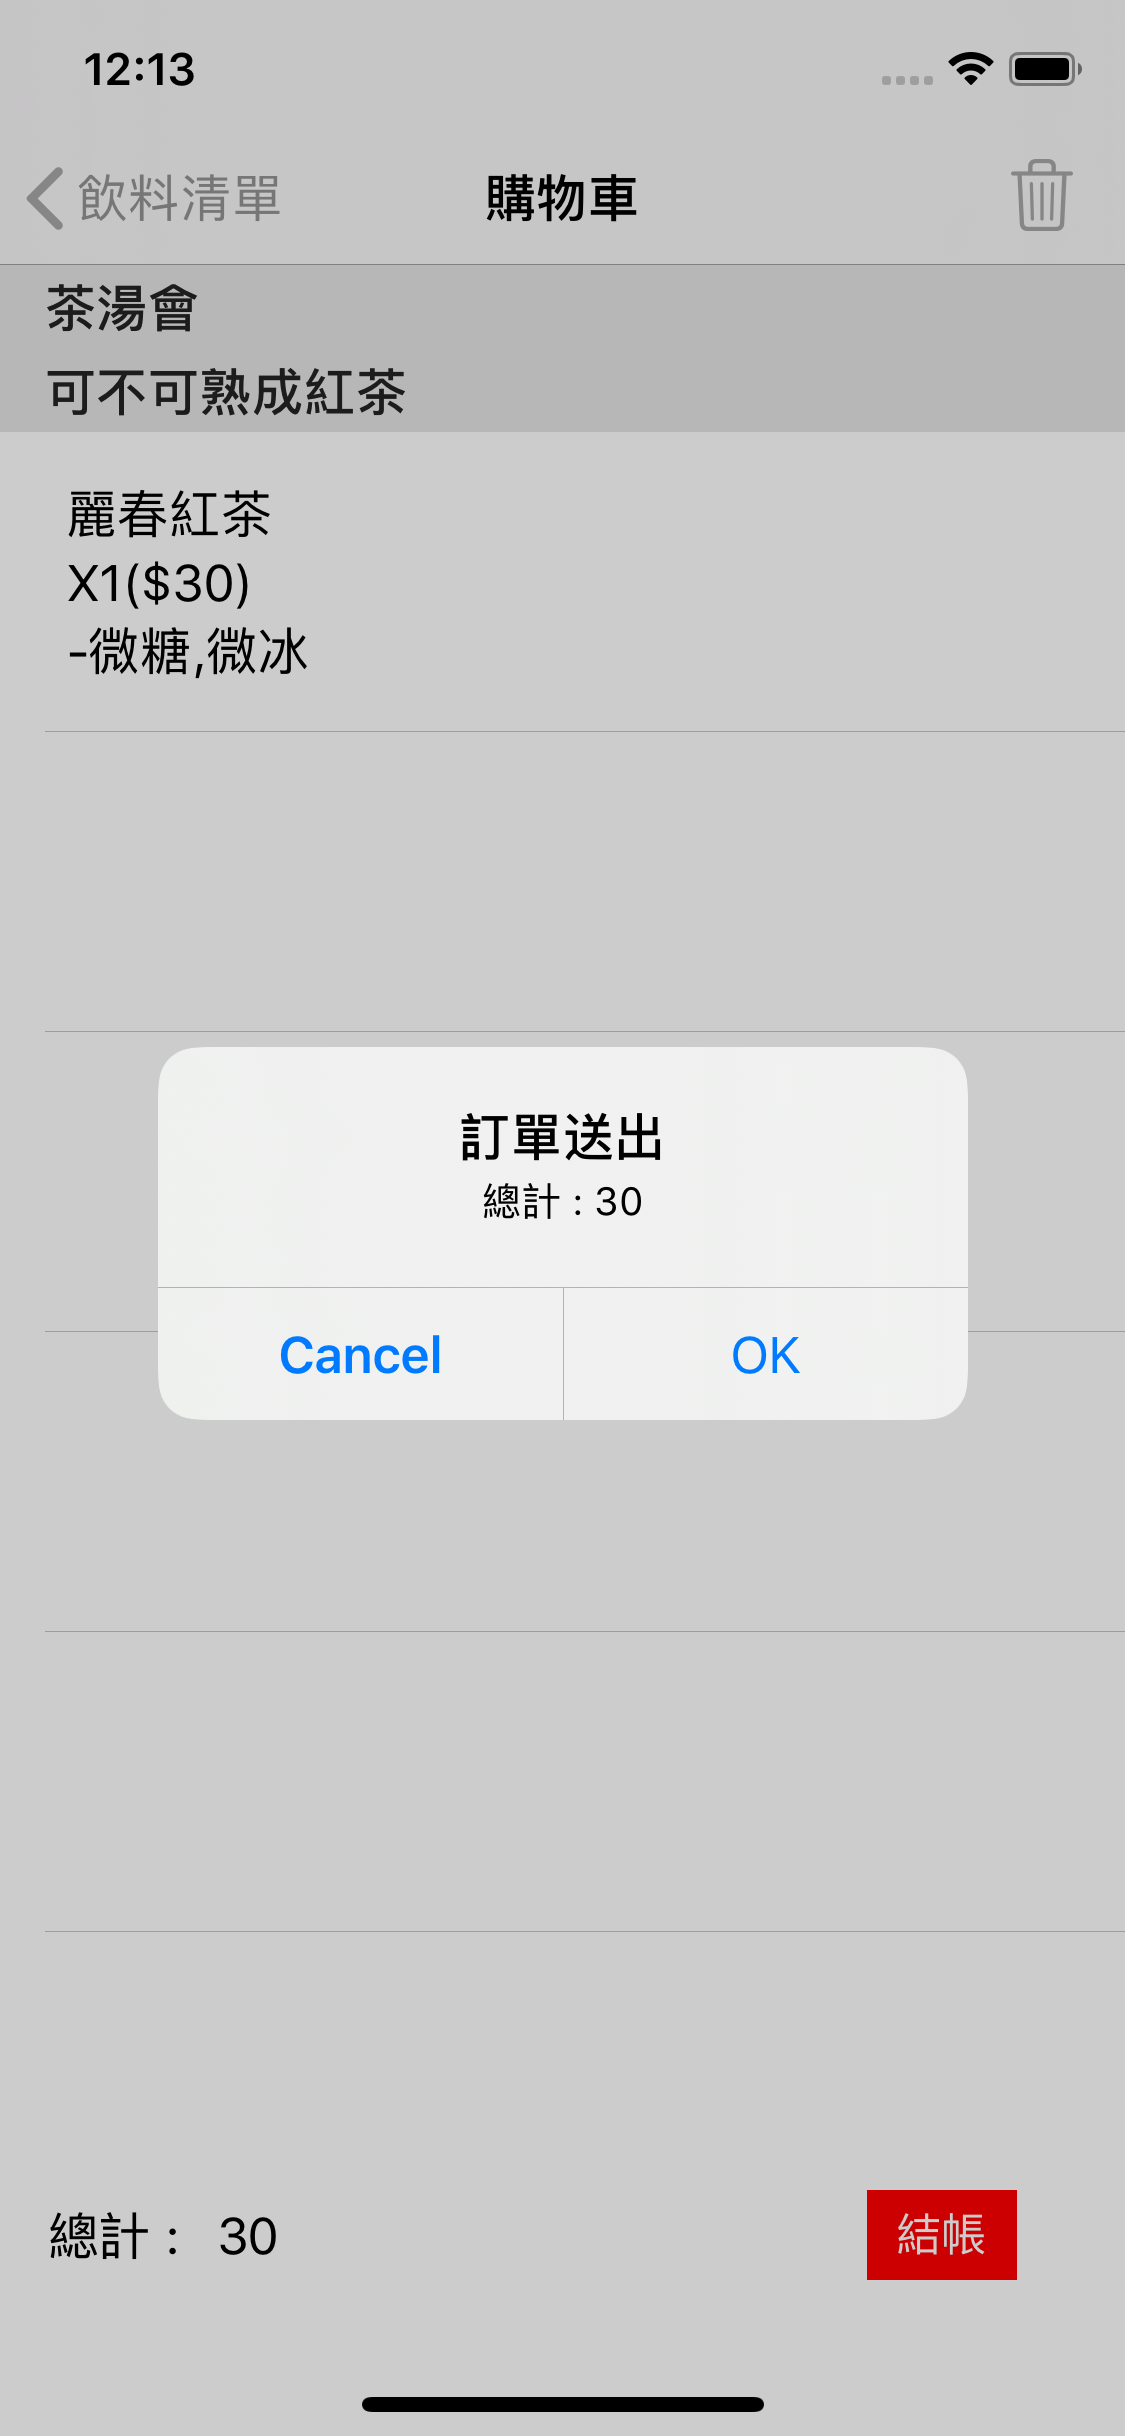 12:13
飲料清單
購物車
茶湯會
可不可熟成紅茶
麗春紅茶
X1($30)
-微糖,微冰
訂單送出
總計 : 30
Cancel
OK
總計 : 30
結帳